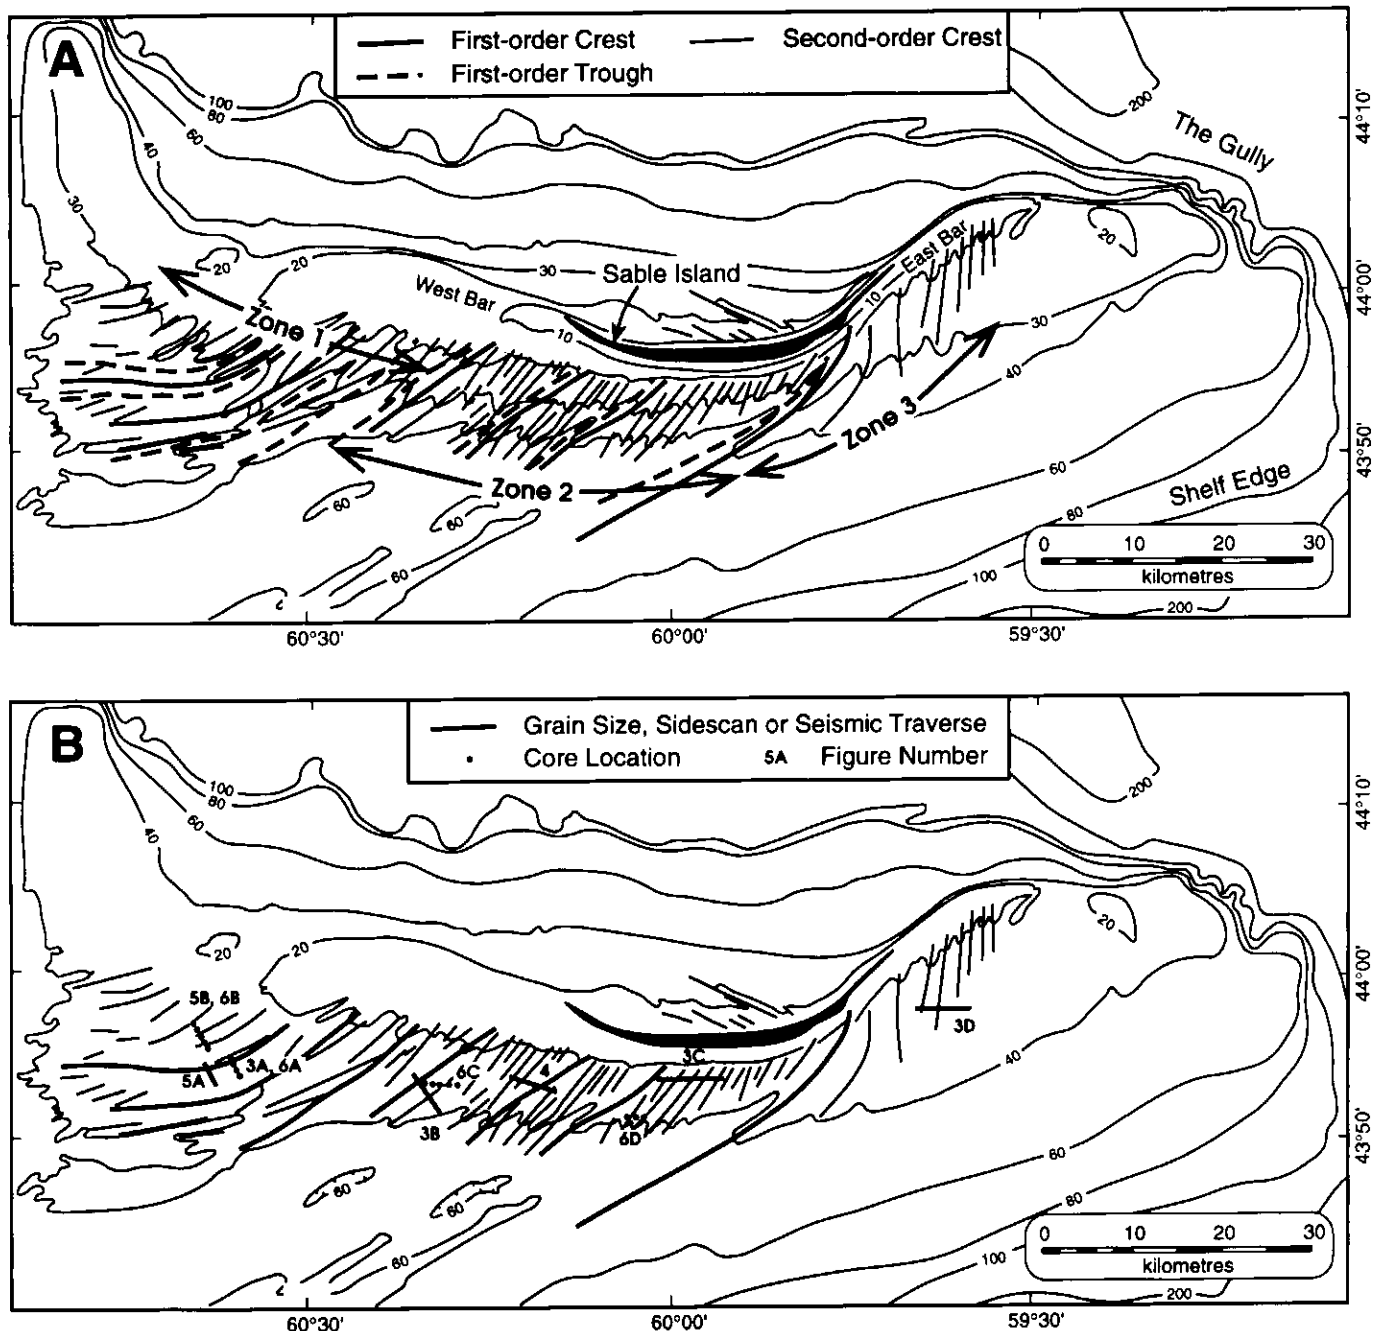 A
First-order Crest
Second-order Crest
First-order Trough
100
80
60
40
30
20
20
30
200
The Gully
44°10'
West Bar
Sable Island
East Bar
20
10
10
44°00'
Zone 1
30
40
Zone 3
43°50'
Zone 2
60
60
60
60
Shelf Edge
80
100
200
0 10 20 30
kilometres
60°30' 60°00' 59°30'
B
Grain Size, Sidescan or Seismic Traverse
Core Location
5A Figure Number
100
80
60
40
200
44°10'
20
20
20
44°00'
5B 6B
3D
3C
5A 3A, 6A
6C
4
40
3B
6D
43°50'
60
60
60
60
80
100
200
0 10 20 30
kilometres
60°30' 60°00' 59°30'